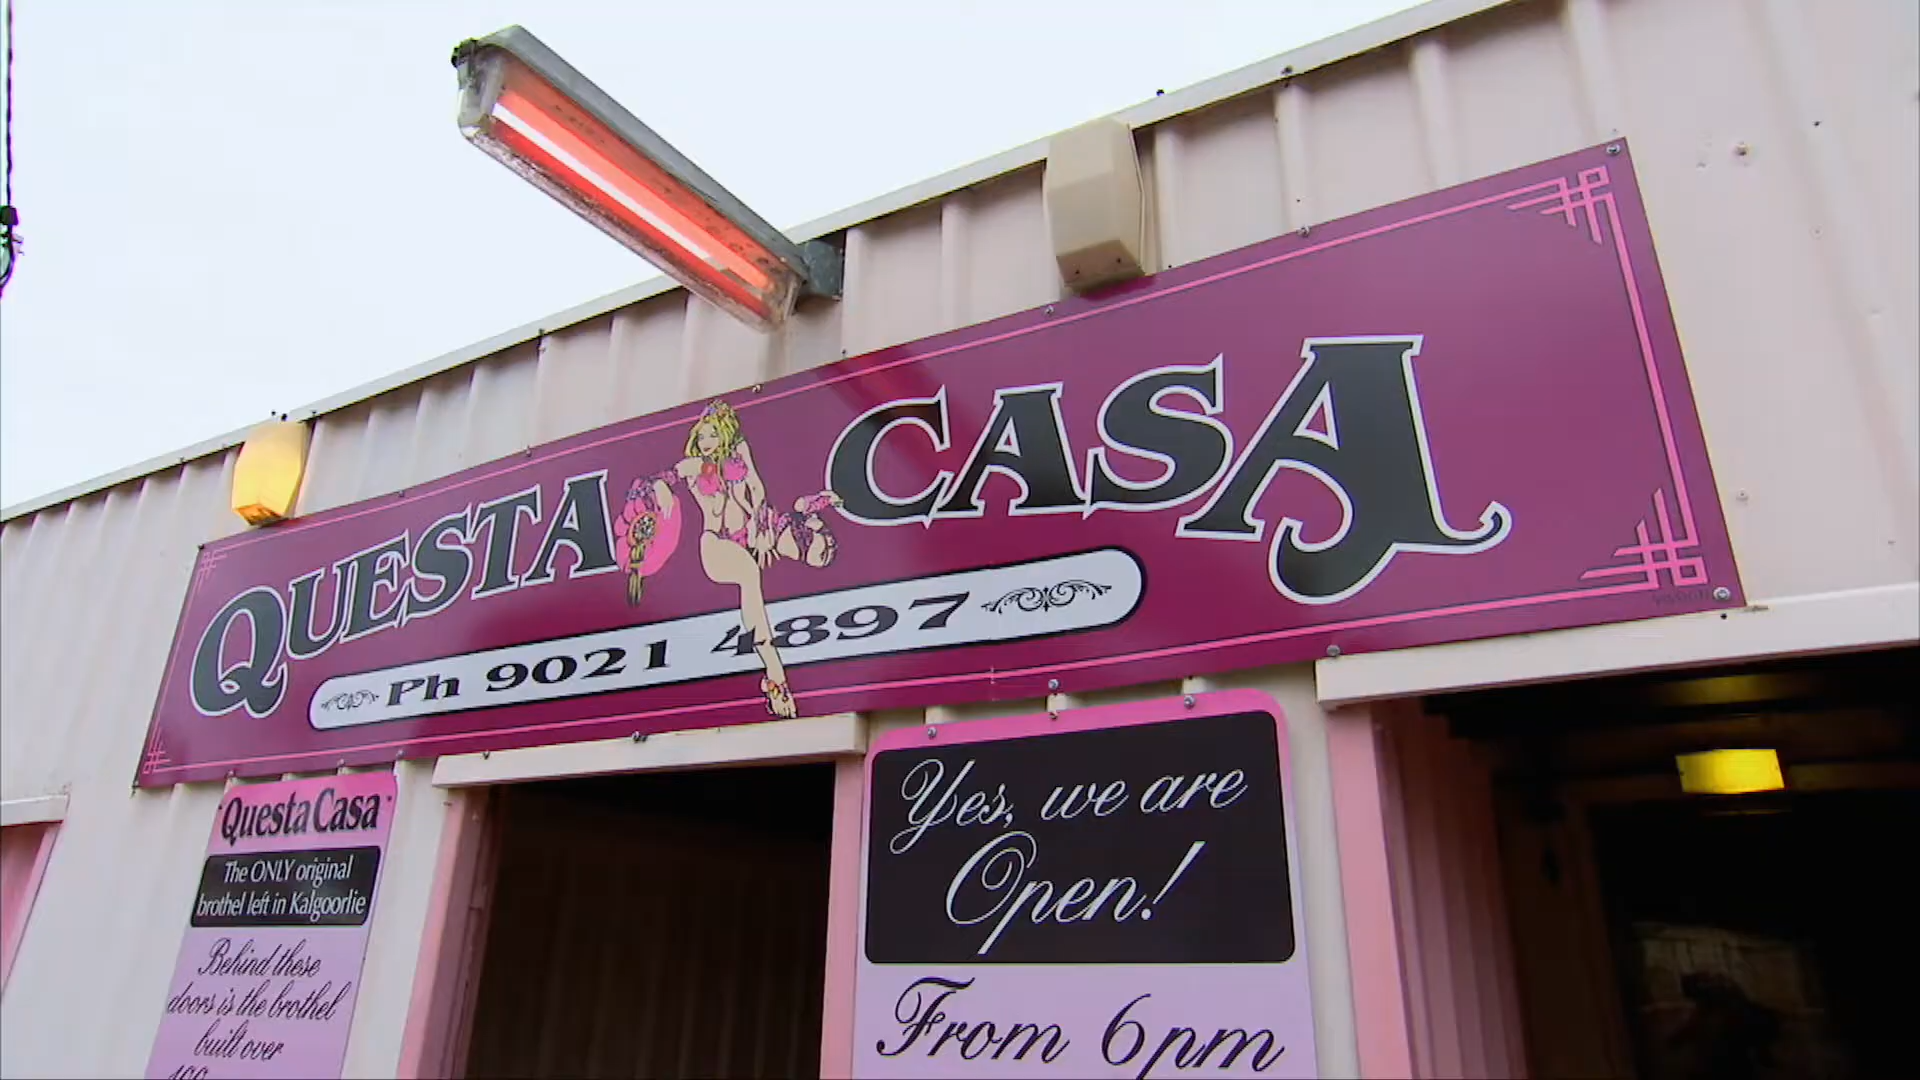 QUESTA CASA
Ph 9021 4897
Questa Casa
The ONLY original
brothel left in Kalgoorlie
Behind these
doors is the brothel
built over
100
Yes, we are
Open!
From 6pm